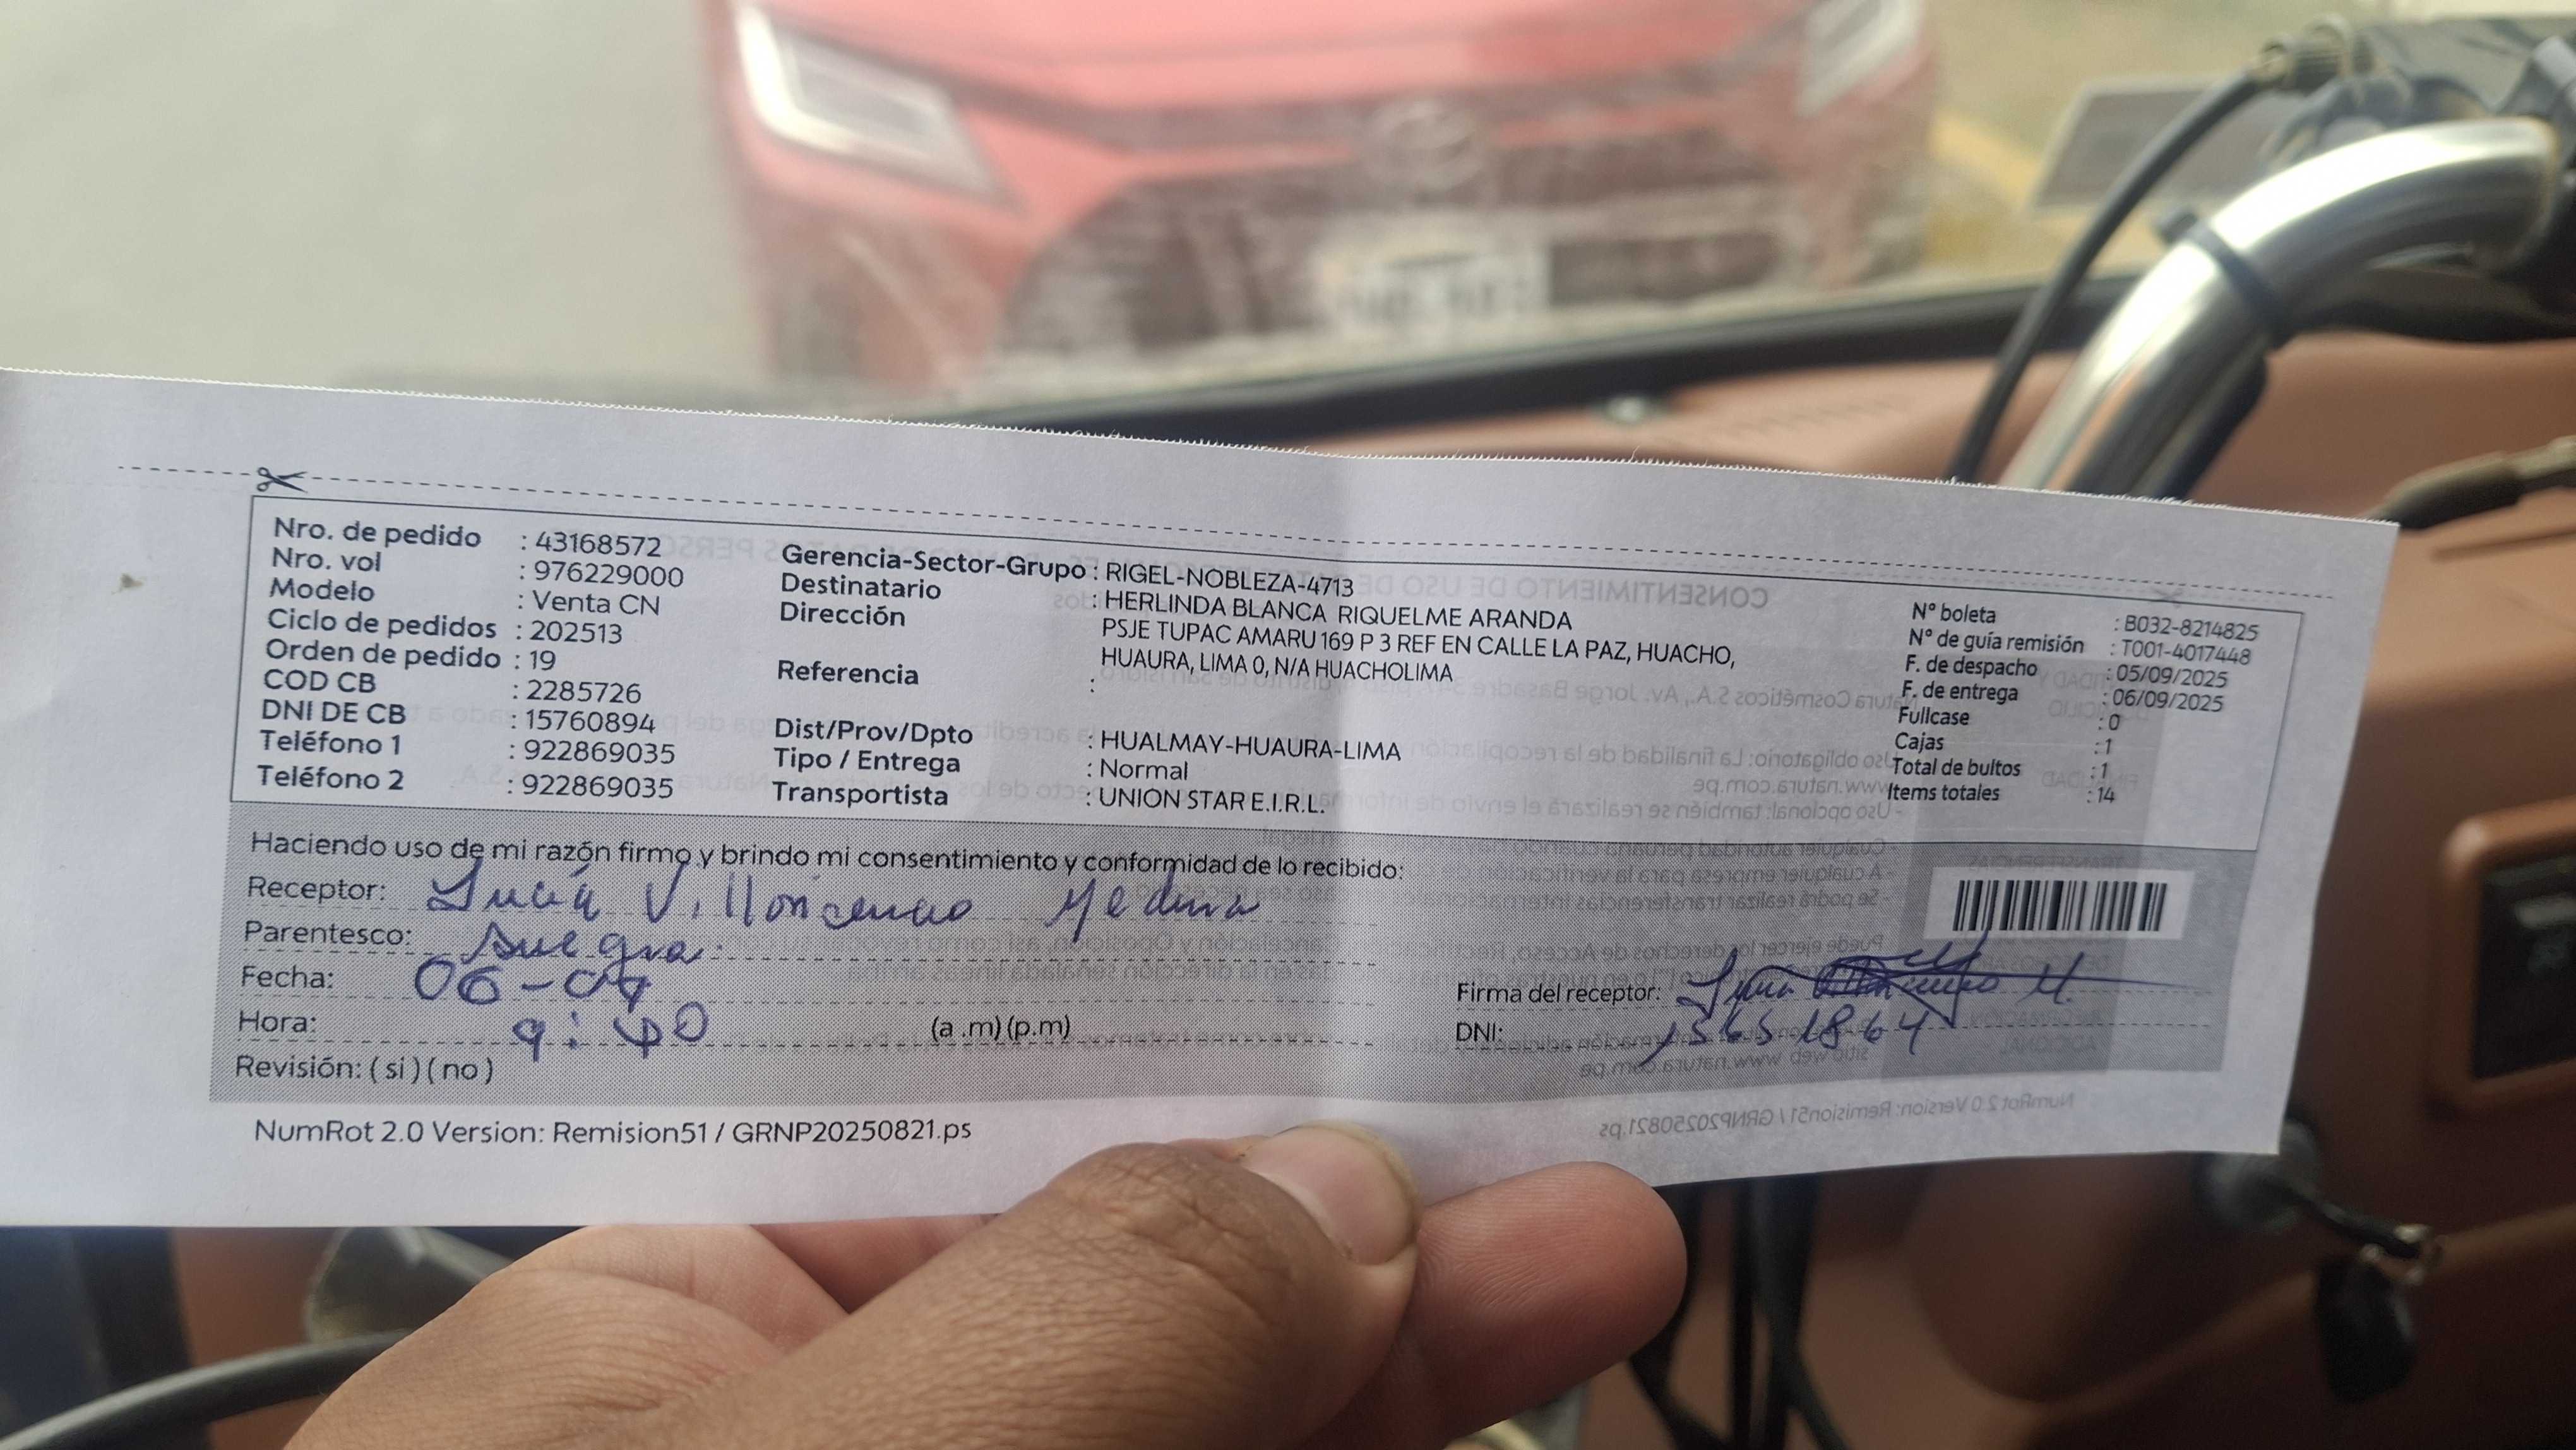 Nro. de pedido : 43168572
Nro. vol : 976229000
Modelo : Venta CN
Ciclo de pedidos : 202513
Orden de pedido : 19
COD CB : 2285726
DNI DE CB : 15760894
Teléfono 1 : 922869035
Teléfono 2 : 922869035
Gerencia-Sector-Grupo : RIGEL-NOBLEZA-4713
Destinatario : HERLINDA BLANCA RIQUELME ARANDA
Dirección PSJE TUPAC AMARU 169 P 3 REF EN CALLE LA PAZ, HUACHO,
HUAURA, LIMA 0, N/A HUACHOLIMA
Referencia :
Dist/Prov/Dpto : HUALMAY-HUAURA-LIMA
Tipo / Entrega : Normal
Transportista : UNION STAR E.I.R.L.
N° boleta : B032-8214825
N° de guía remisión : T001-4017448
F. de despacho : 05/09/2025
F. de entrega : 06/09/2025
Fullcase : 0
Cajas : 1
Total de bultos : 1
Items totales : 14
Haciendo uso de mi razón firmo y brindo mi consentimiento y conformidad de lo recibido:
Receptor: Lucía Medina
Parentesco: suegra.
Fecha: 06-09
Hora: 9:40 (a .m) (p.m)
Revisión: ( si ) ( no )
Firma del receptor:
DNI: 15651864
NumRot 2.0 Version: Remision51 / GRNP20250821.ps